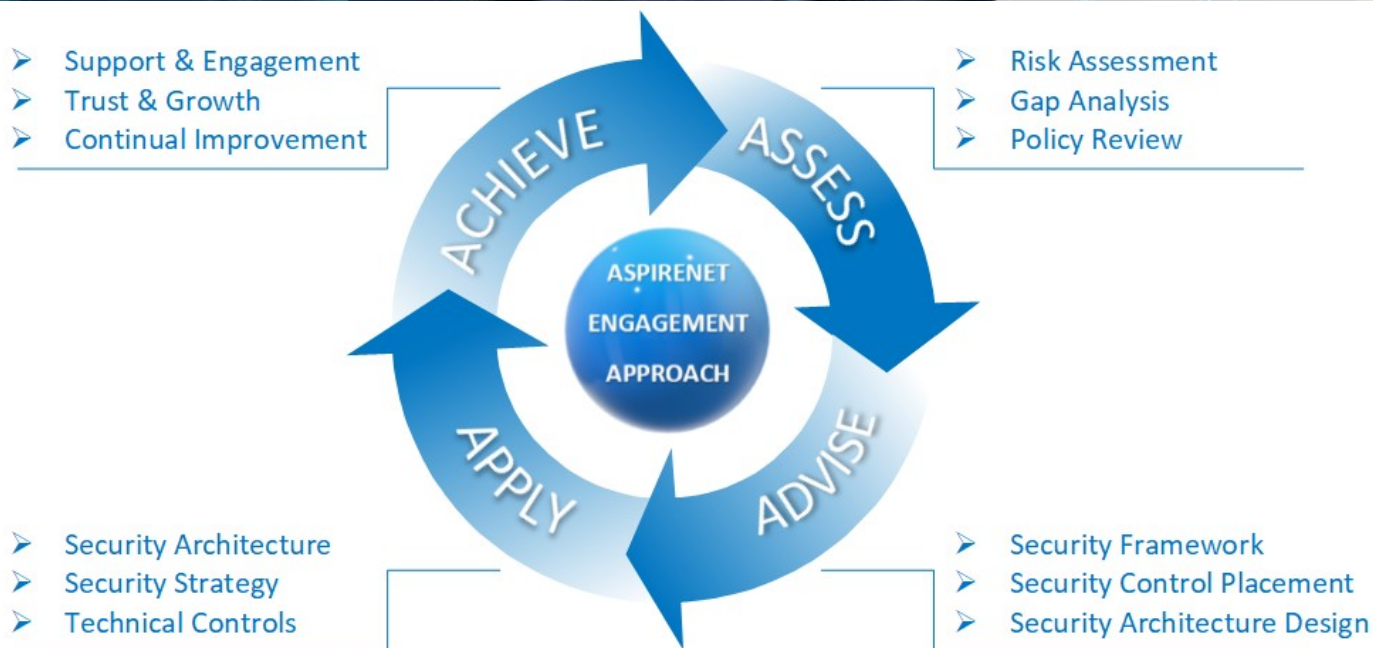 Support & Engagement
Trust & Growth
Continual Improvement
Risk Assessment
Gap Analysis
Policy Review
ACHIEVE
ASSESS
ASPIRENET
ENGAGEMENT
APPROACH
APPLY
ADVISE
Security Architecture
Security Strategy
Technical Controls
Security Framework
Security Control Placement
Security Architecture Design